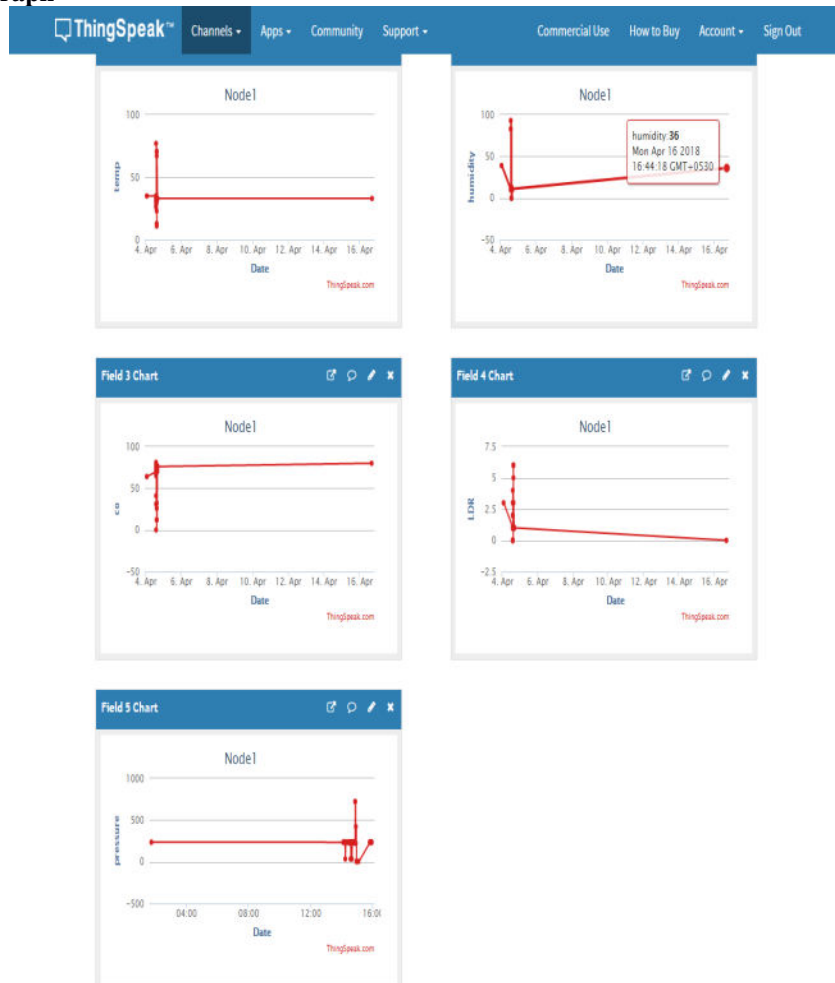 ThingSpeak™ Channels Apps Community Support Commercial Use How to Buy Account Sign Out
Node1
100
50
0
temp
4. Apr 6. Apr 8. Apr 10. Apr 12. Apr 14. Apr 16. Apr
Date
ThingSpeak.com
Node1
100
50
0
-50
humidity
humidity:36
Mon Apr 16 2018
16:44:18 GMT+0530
4. Apr 6. Apr 8. Apr 10. Apr 12. Apr 14. Apr 16. Apr
Date
ThingSpeak.com
Field 3 Chart
Node1
100
50
0
-50
co
4. Apr 6. Apr 8. Apr 10. Apr 12. Apr 14. Apr 16. Apr
Date
ThingSpeak.com
Field 4 Chart
Node1
7.5
5
2.5
0
-2.5
LDR
4. Apr 6. Apr 8. Apr 10. Apr 12. Apr 14. Apr 16. Apr
Date
ThingSpeak.com
Field 5 Chart
Node1
1000
500
0
-500
pressure
04:00 08:00 12:00 16:0
Date
ThingSpeak.com